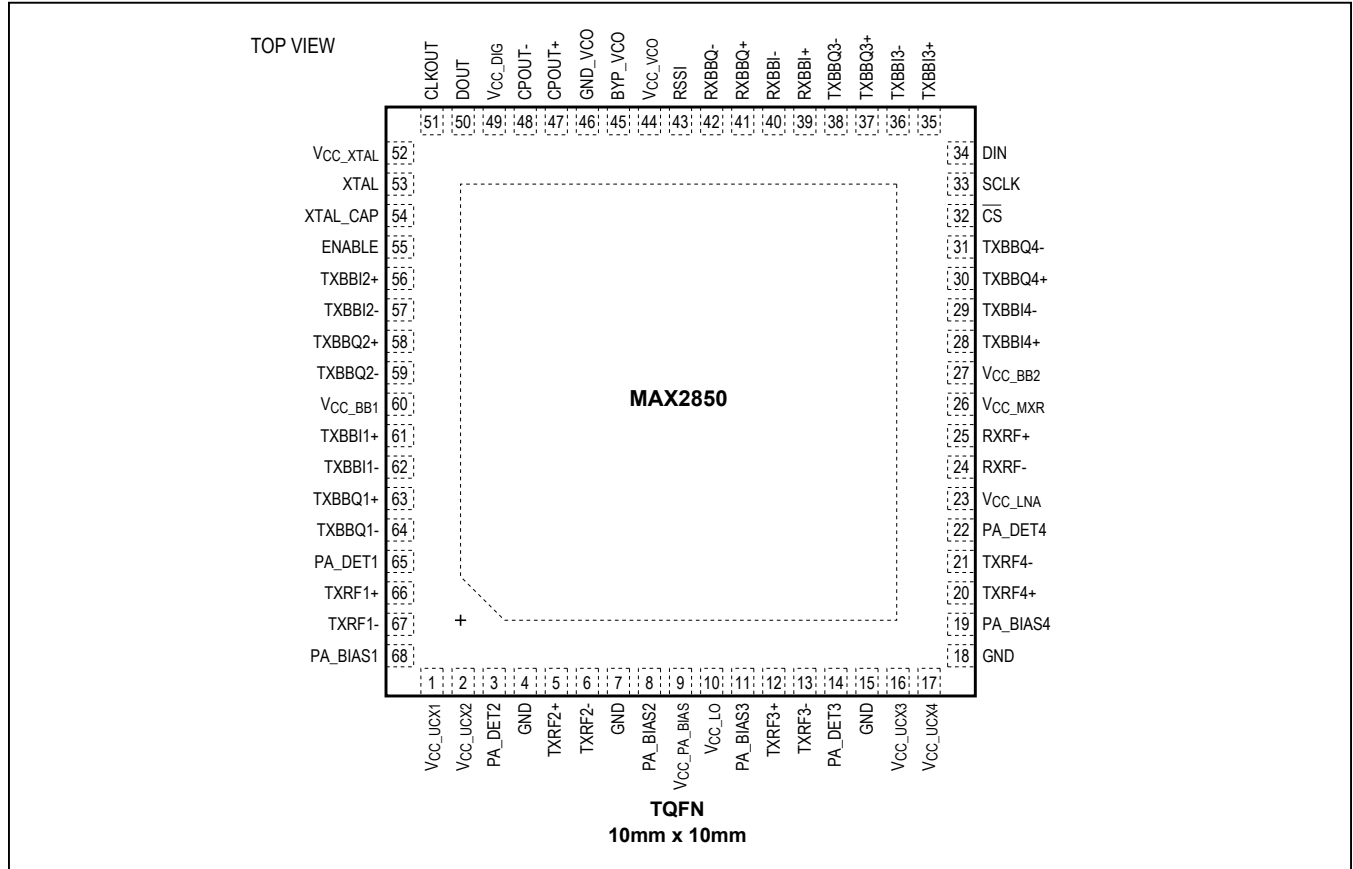 TOP VIEW
CLKOUT
DOUT
VCC_DIG
CPOUT-
CPOUT+
GND_VCO
BYP_VCO
VCC_VCO
RSSI
RXBBQ-
RXBBQ+
RXBBI-
RXBBI+
TXBBQ3-
TXBBQ3+
TXBBI3-
TXBBI3+
51 50 49 48 47 46 45 44 43 42 41 40 39 38 37 36 35
VCC_XTAL 52
XTAL 53
XTAL_CAP 54
ENABLE 55
TXBBI2+ 56
TXBBI2- 57
TXBBQ2+ 58
TXBBQ2- 59
VCC_BB1 60
TXBBI1+ 61
TXBBI1- 62
TXBBQ1+ 63
TXBBQ1- 64
PA_DET1 65
TXRF1+ 66
TXRF1- 67
PA_BIAS1 68
MAX2850
+
34 DIN
33 SCLK
32 C̅S̅
31 TXBBQ4-
30 TXBBQ4+
29 TXBBI4-
28 TXBBI4+
27 VCC_BB2
26 VCC_MXR
25 RXRF+
24 RXRF-
23 VCC_LNA
22 PA_DET4
21 TXRF4-
20 TXRF4+
19 PA_BIAS4
18 GND
1 2 3 4 5 6 7 8 9 10 11 12 13 14 15 16 17
VCC_UCX1
VCC_UCX2
PA_DET2
GND
TXRF2+
TXRF2-
GND
PA_BIAS2
VCC_PA_BIAS
VCC_LO
PA_BIAS3
TXRF3+
TXRF3-
PA_DET3
GND
VCC_UCX3
VCC_UCX4
TQFN
10mm x 10mm